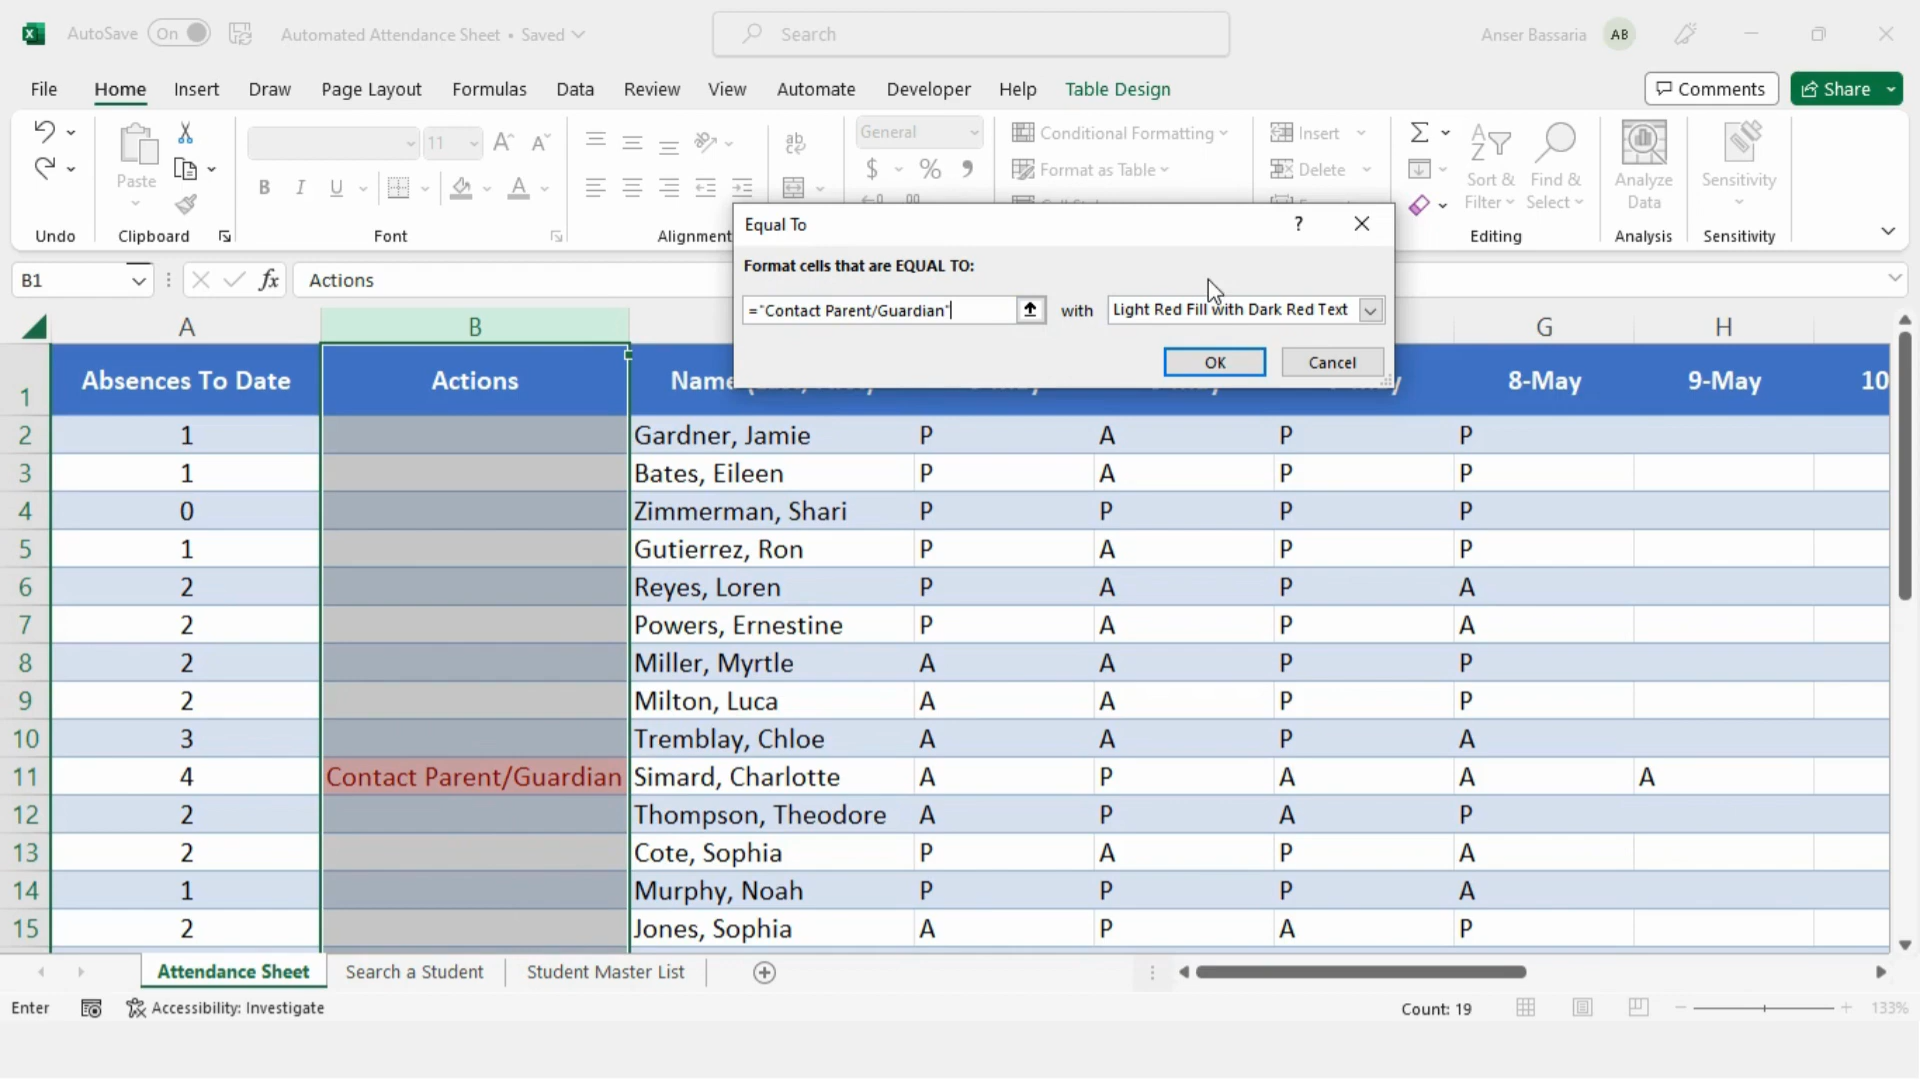 AutoSave On Automated Attendance Sheet • Saved Search Anser Bassaria AB
File Home Insert Draw Page Layout Formulas Data Review View Automate Developer Help Table Design Comments Share
Paste 11 B I U A ab General $ % Conditional Formatting Format as Table Insert Delete Sort & Filter Find & Select Analyze Data Sensitivity
Undo Clipboard Font Alignment Editing Analysis Sensitivity
Equal To ? 
Format cells that are EQUAL TO:
="Contact Parent/Guardian" with Light Red Fill with Dark Red Text
OK Cancel
B1 fx Actions
A B G H
1 Absences To Date Actions Name 8-May 9-May 10
2 1 Gardner, Jamie P A P P
3 1 Bates, Eileen P A P P
4 0 Zimmerman, Shari P P P P
5 1 Gutierrez, Ron P A P P
6 2 Reyes, Loren P A P A
7 2 Powers, Ernestine P A P A
8 2 Miller, Myrtle A A P P
9 2 Milton, Luca A A P P
10 3 Tremblay, Chloe A A P A
11 4 Contact Parent/Guardian Simard, Charlotte A P A A A
12 2 Thompson, Theodore A P A P
13 2 Cote, Sophia P A P A
14 1 Murphy, Noah P P P A
15 2 Jones, Sophia A P A P
Attendance Sheet Search a Student Student Master List
Enter Accessibility: Investigate Count: 19 133%